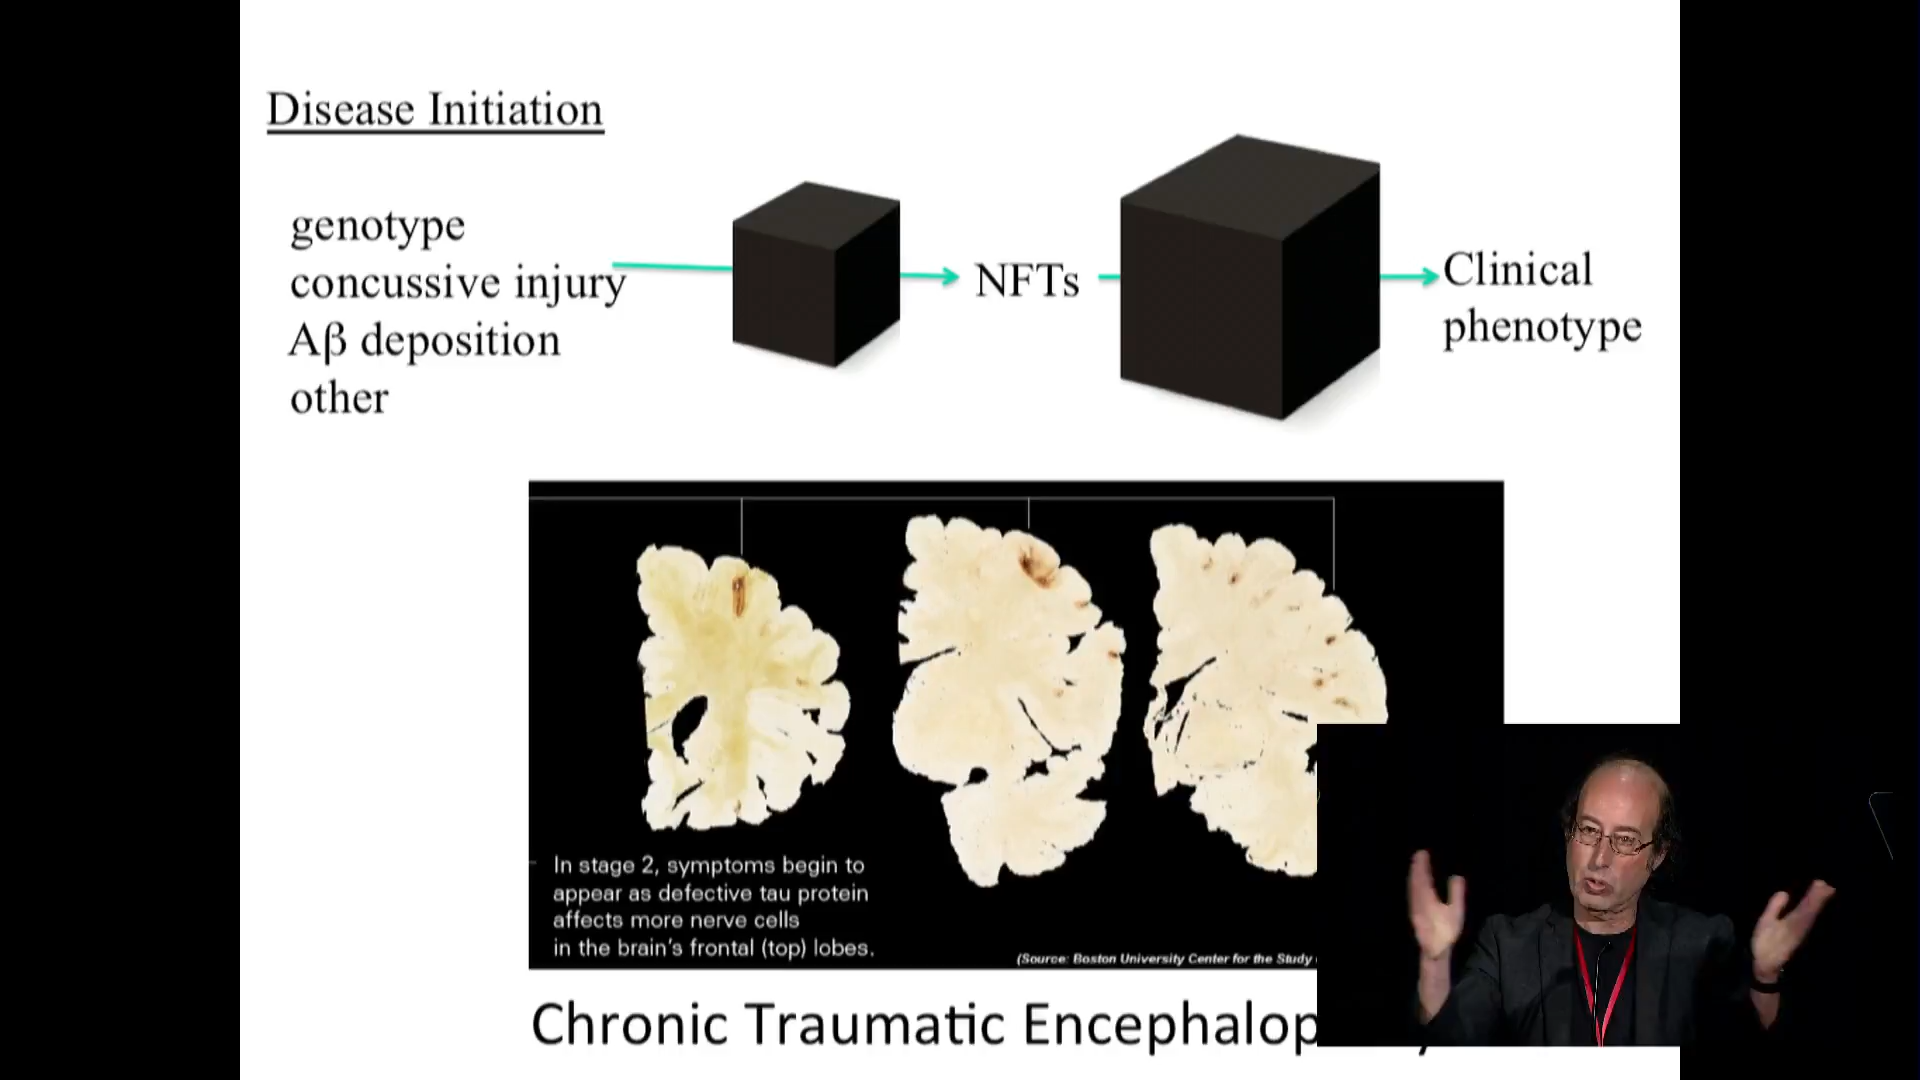 Disease Initiation
genotype
concussive injury
Aβ deposition
other
NFTs
Clinical
phenotype
In stage 2, symptoms begin to
appear as defective tau protein
affects more nerve cells
in the brain's frontal (top) lobes.
(Source: Boston University Center for the Study
Chronic Traumatic